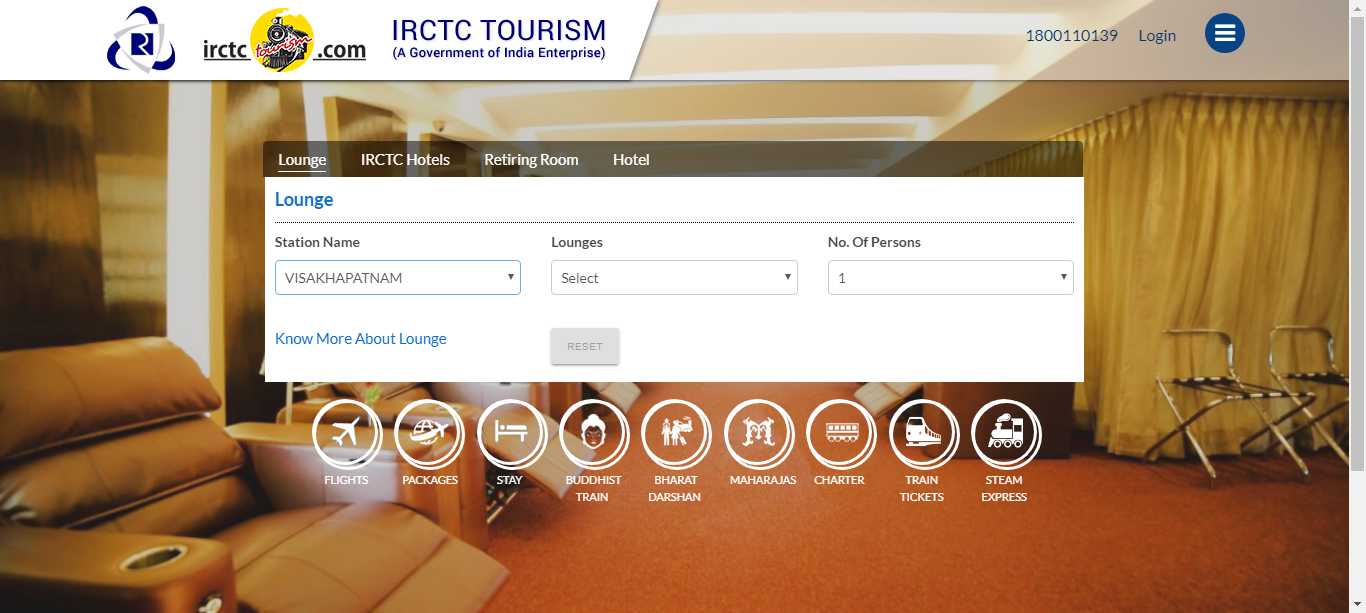 irctc tourism .com
IRCTC TOURISM
(A Government of India Enterprise)
1800110139 Login
Lounge IRCTC Hotels Retiring Room Hotel
Lounge
Station Name Lounges No. Of Persons
VISAKHAPATNAM Select 1
Know More About Lounge RESET
FLIGHTS PACKAGES STAY BUDDHIST BHARAT MAHARAJAS CHARTER TRAIN STEAM
TRAIN DARSHAN TICKETS EXPRESS